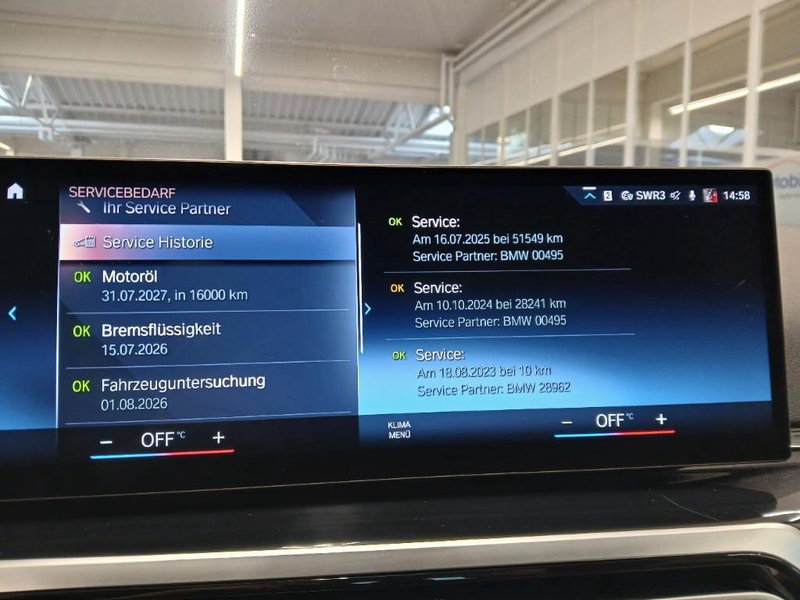 SERVICEBEDARF
Ihr Service Partner
Service Historie
OK Motoröl
31.07.2027, in 16000 km
OK Bremsflüssigkeit
15.07.2026
OK Fahrzeuguntersuchung
01.08.2026
2 SWR3 14:58
OK Service:
Am 16.07.2025 bei 51549 km
Service Partner: BMW 00495
OK Service:
Am 10.10.2024 bei 28241 km
Service Partner: BMW 00495
OK Service:
Am 18.08.2023 bei 10 km
Service Partner: BMW 28962
− OFF °C +
KLIMA
MENÜ
− OFF °C +